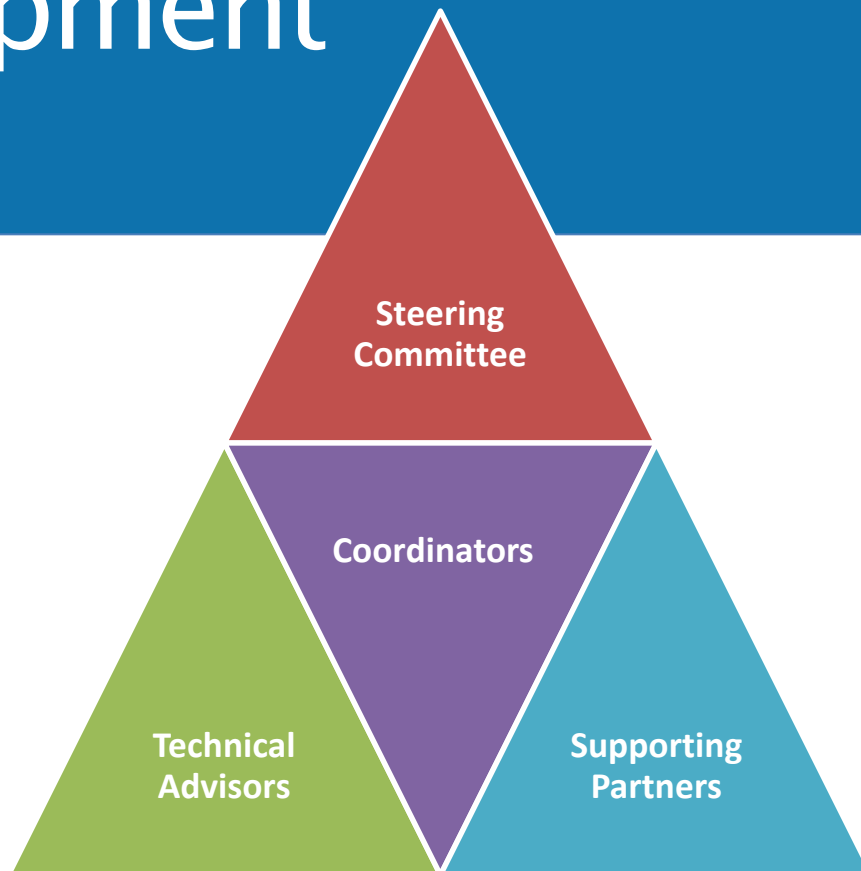 pment
Steering
Committee
Coordinators
Technical
Advisors
Supporting
Partners